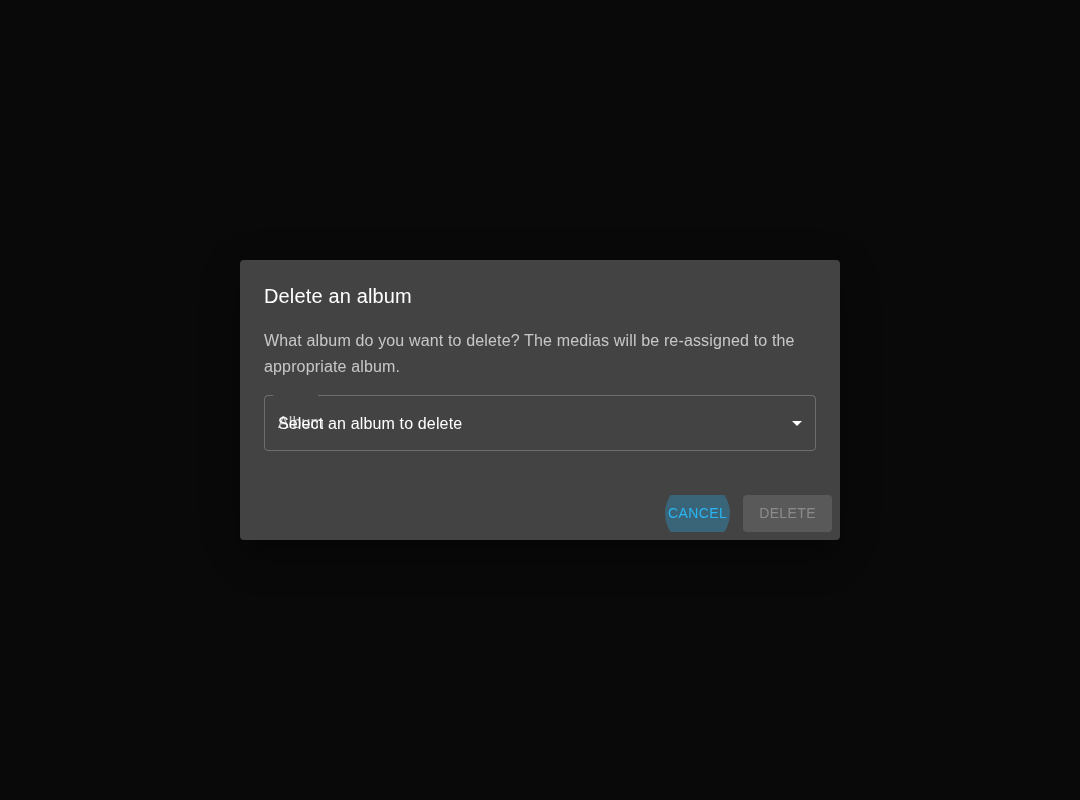 Delete an album
What album do you want to delete? The medias will be re-assigned to the
appropriate album.
Album
Select an album to delete
CANCEL
DELETE